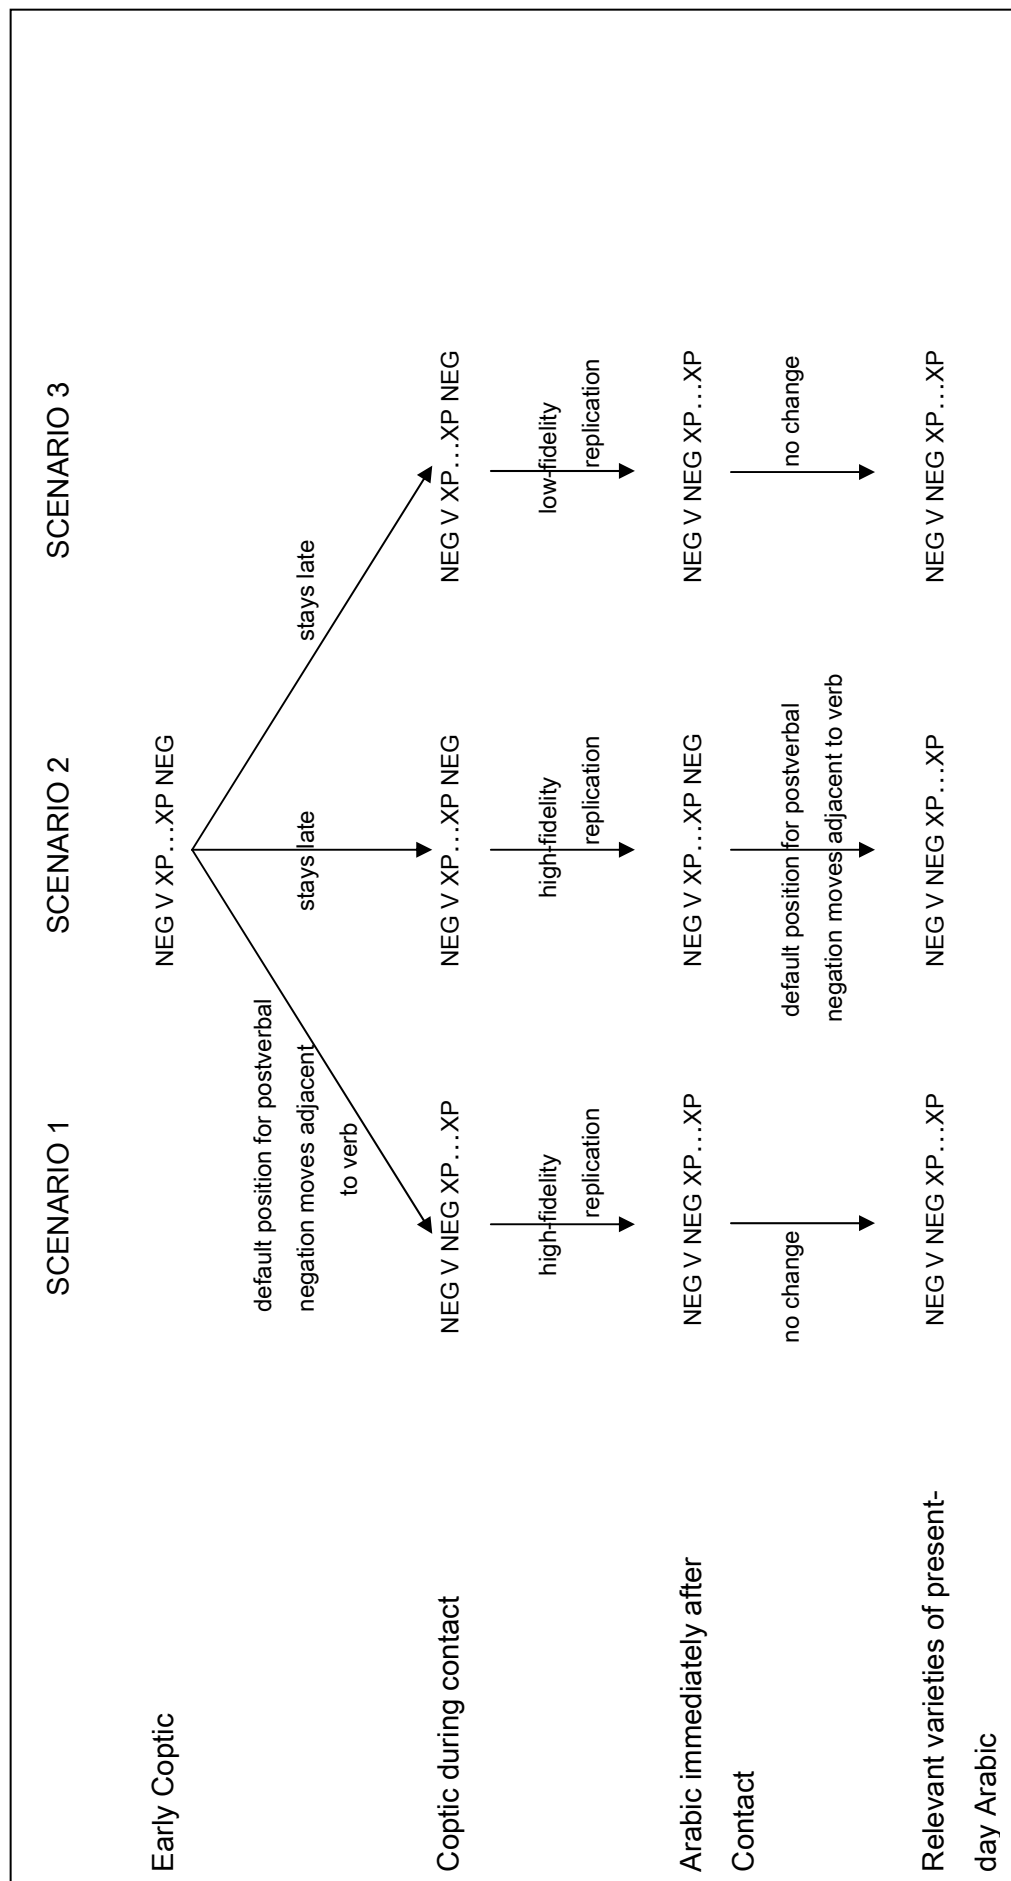 SCENARIO 1
SCENARIO 2
SCENARIO 3
Early Coptic
NEG V XP…XP NEG
default position for postverbal
negation moves adjacent
to verb
stays late
stays late
Coptic during contact
NEG V NEG XP…XP
NEG V XP…XP NEG
NEG V XP…XP NEG
high-fidelity
replication
high-fidelity
replication
low-fidelity
replication
Arabic immediately after
Contact
NEG V NEG XP…XP
NEG V XP…XP NEG
NEG V NEG XP…XP
no change
default position for postverbal
negation moves adjacent to verb
no change
Relevant varieties of present-
day Arabic
NEG V NEG XP…XP
NEG V NEG XP…XP
NEG V NEG XP…XP